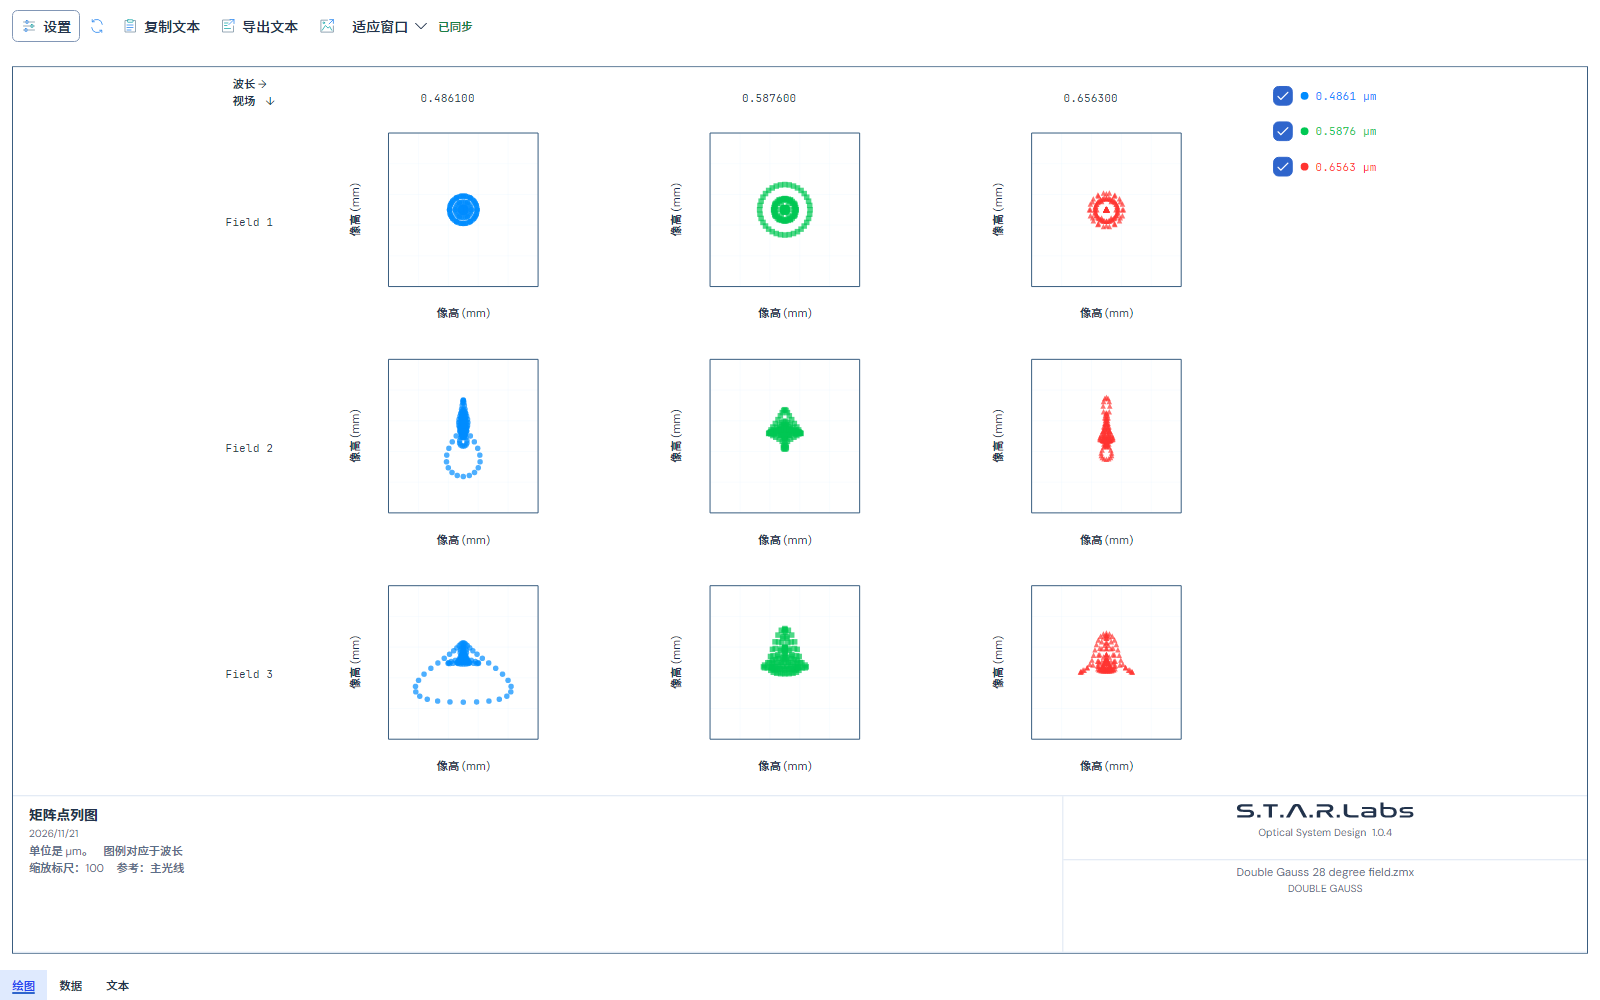 设置 复制文本 导出文本 适应窗口 已同步
波长→
视场 ↓
0.486100 0.587600 0.656300
0.4861 µm
0.5876 µm
0.6563 µm
Field 1
像高 (mm) 像高 (mm) 像高 (mm)
像高 (mm) 像高 (mm) 像高 (mm)
Field 2
像高 (mm) 像高 (mm) 像高 (mm)
像高 (mm) 像高 (mm) 像高 (mm)
Field 3
像高 (mm) 像高 (mm) 像高 (mm)
像高 (mm) 像高 (mm) 像高 (mm)
矩阵点列图
2026/11/21
单位是 µm。 图例对应于波长
缩放标尺：100 参考：主光线
S.T.A.R.Labs
Optical System Design 1.0.4
Double Gauss 28 degree field.zmx
DOUBLE GAUSS
绘图 数据 文本